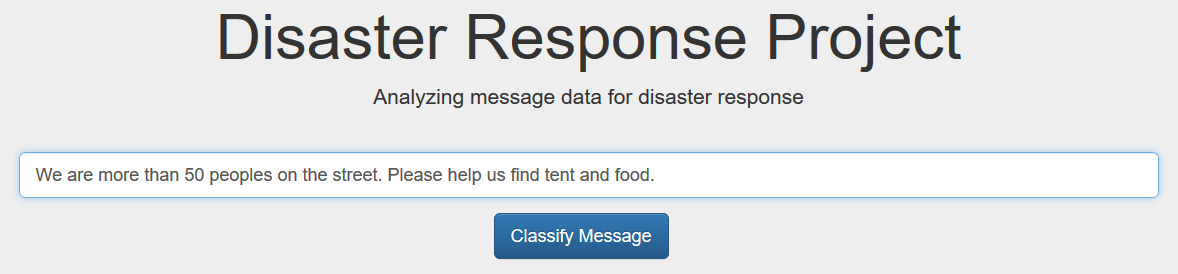 Disaster Response Project
Analyzing message data for disaster response
We are more than 50 peoples on the street. Please help us find tent and food.
Classify Message